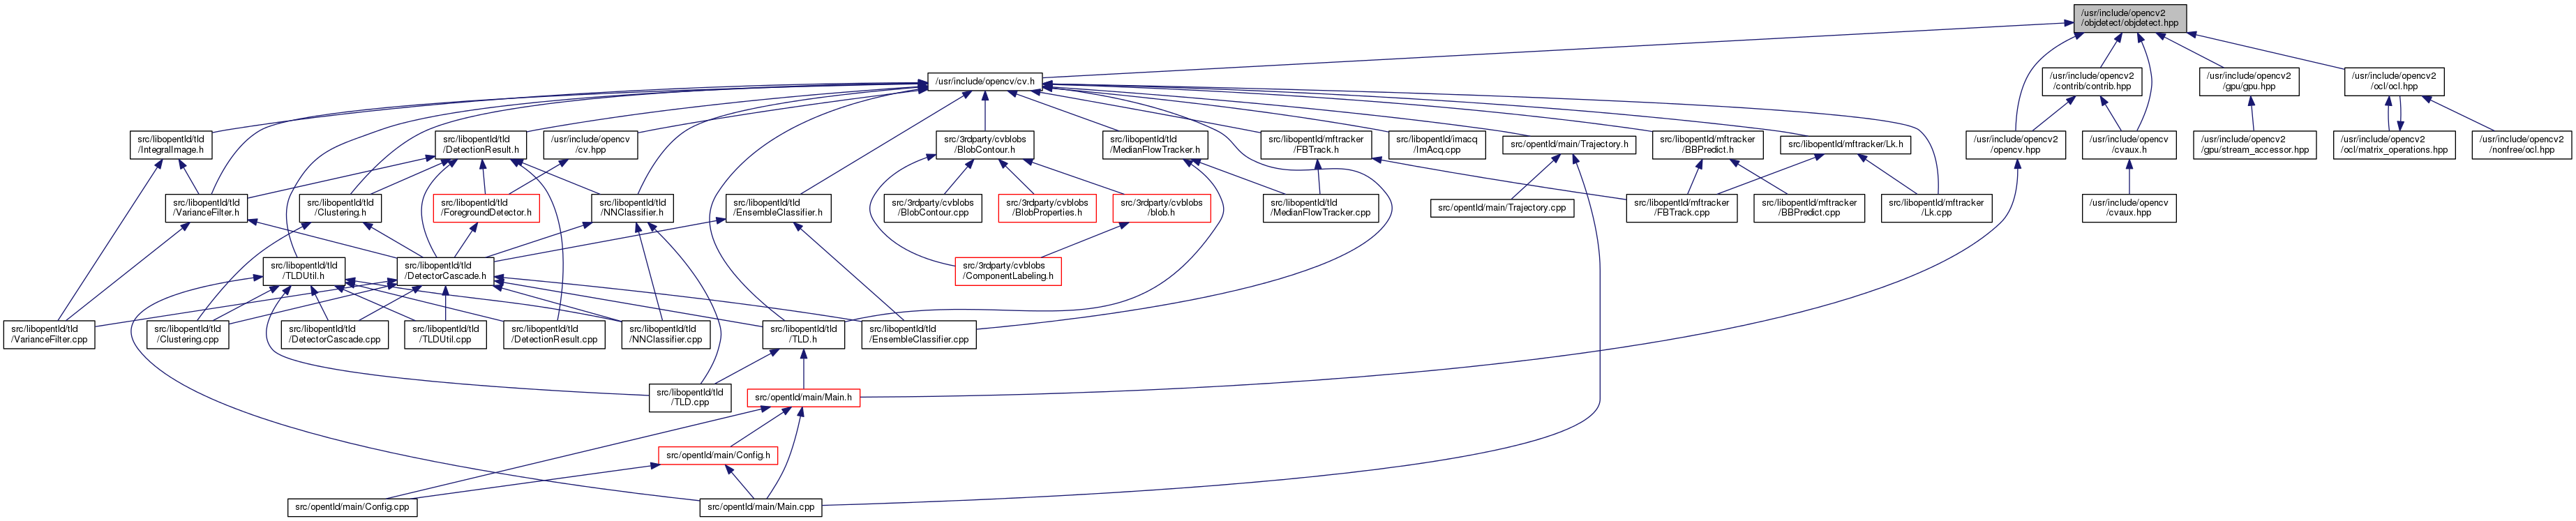 /usr/include/opencv2
/objdetect/objdetect.hpp
/usr/include/opencv/cv.h
/usr/include/opencv2
/contrib/contrib.hpp
/usr/include/opencv2
/gpu/gpu.hpp
/usr/include/opencv2
/ocl/ocl.hpp
src/libopentld/tld
/IntegralImage.h
src/libopentld/tld
/DetectionResult.h
/usr/include/opencv
/cv.hpp
src/3rdparty/cvblobs
/BlobContour.h
src/libopentld/tld
/MedianFlowTracker.h
src/libopentld/mftracker
/FBTrack.h
src/libopentld/imacq
/ImAcq.cpp
src/opentld/main/Trajectory.h
src/libopentld/mftracker
/BBPredict.h
src/libopentld/mftracker/Lk.h
/usr/include/opencv2
/opencv.hpp
/usr/include/opencv
/cvaux.h
/usr/include/opencv2
/gpu/stream_accessor.hpp
/usr/include/opencv2
/ocl/matrix_operations.hpp
/usr/include/opencv2
/nonfree/ocl.hpp
src/libopentld/tld
/VarianceFilter.h
src/libopentld/tld
/Clustering.h
src/libopentld/tld
/ForegroundDetector.h
src/libopentld/tld
/NNClassifier.h
src/libopentld/tld
/EnsembleClassifier.h
src/3rdparty/cvblobs
/BlobContour.cpp
src/3rdparty/cvblobs
/BlobProperties.h
src/3rdparty/cvblobs
/blob.h
src/libopentld/tld
/MedianFlowTracker.cpp
src/opentld/main/Trajectory.cpp
src/libopentld/mftracker
/FBTrack.cpp
src/libopentld/mftracker
/BBPredict.cpp
src/libopentld/mftracker
/Lk.cpp
/usr/include/opencv
/cvaux.hpp
src/libopentld/tld
/TLDUtil.h
src/libopentld/tld
/DetectorCascade.h
src/3rdparty/cvblobs
/ComponentLabeling.h
src/libopentld/tld
/VarianceFilter.cpp
src/libopentld/tld
/Clustering.cpp
src/libopentld/tld
/DetectorCascade.cpp
src/libopentld/tld
/TLDUtil.cpp
src/libopentld/tld
/DetectionResult.cpp
src/libopentld/tld
/NNClassifier.cpp
src/libopentld/tld
/TLD.h
src/libopentld/tld
/EnsembleClassifier.cpp
src/libopentld/tld
/TLD.cpp
src/opentld/main/Main.h
src/opentld/main/Config.h
src/opentld/main/Config.cpp
src/opentld/main/Main.cpp